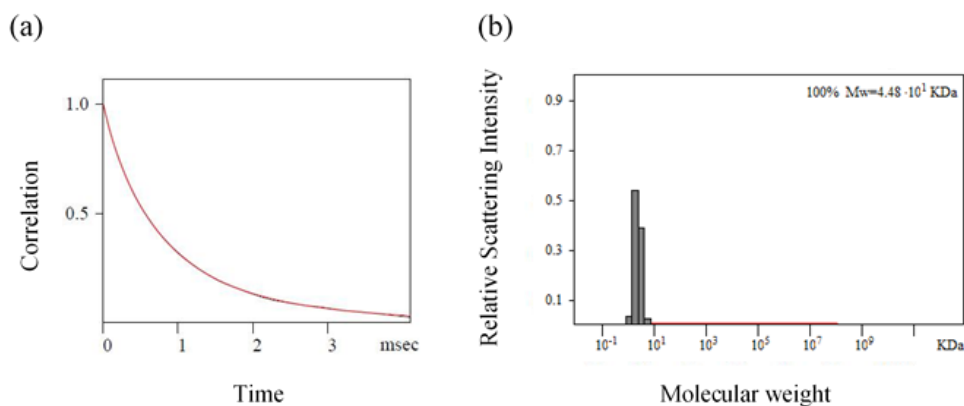 (a)
Correlation
1.0
0.5
0 1 2 3 msec
Time
(b)
Relative Scattering Intensity
100% Mw=4.48 ·10¹ KDa
0.9
0.7
0.5
0.3
0.1
10⁻¹ 10¹ 10³ 10⁵ 10⁷ 10⁹ KDa
Molecular weight